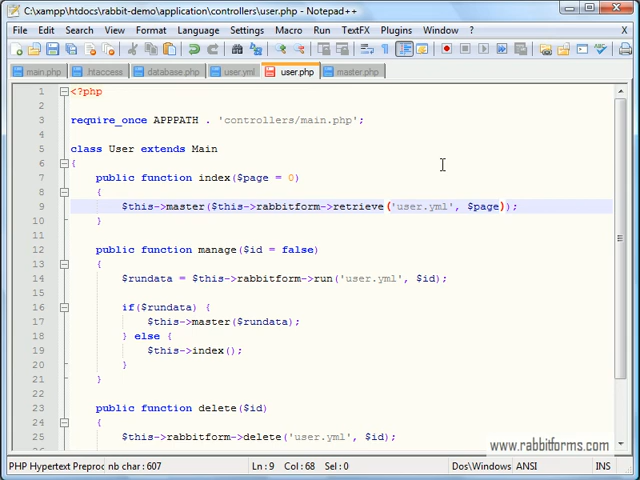 C:\xampp\htdocs\rabbit-demo\application\controllers\user.php - Notepad++
File Edit Search View Format Language Settings Macro Run TextFX Plugins Window ?
main.php htaccess database.php user.yml user.php master.php
1 <?php
2
3 require_once APPPATH . 'controllers/main.php';
4
5 class User extends Main
6 {
7 public function index($page = 0)
8 {
9 $this->master($this->rabbitform->retrieve('user.yml', $page));
10 }
11
12 public function manage($id = false)
13 {
14 $rundata = $this->rabbitform->run('user.yml', $id);
15
16 if($rundata) {
17 $this->master($rundata);
18 } else {
19 $this->index();
20 }
21 }
22
23 public function delete($id)
24 {
25 $this->rabbitform->delete('user.yml', $id);
www.rabbitforms.com
PHP Hypertext Preproc nb char: 607 Ln: 9 Col: 68 Sel: 0 Dos\Windows ANSI INS